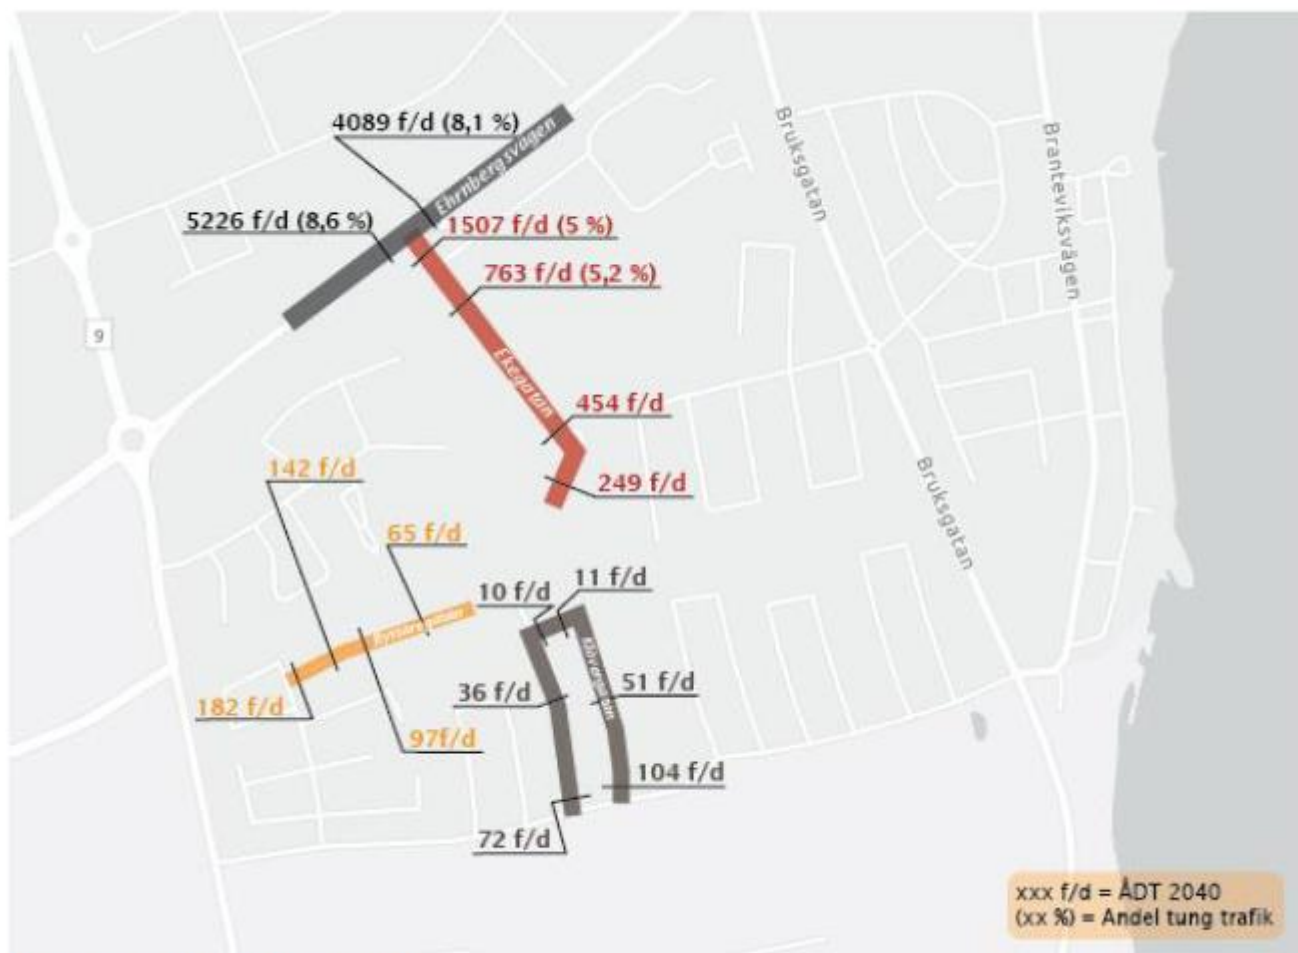 4089 f/d (8,1 %)
Ehrnbergsvägen
5226 f/d (8,6 %)
1507 f/d (5 %)
763 f/d (5,2 %)
Ekegatan
454 f/d
249 f/d
Bruksgatan
Branteviksvägen
9
Bruksgatan
142 f/d
65 f/d
182 f/d
97f/d
10 f/d
11 f/d
36 f/d
51 f/d
104 f/d
72 f/d
xxx f/d = ÅDT 2040
(xx %) = Andel tung trafik